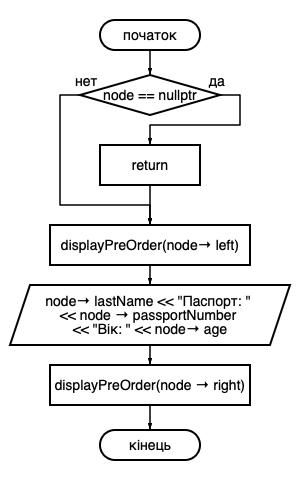 початок
нет
да
node == nullptr
return
displayPreOrder(node→ left)
node→ lastName << "Паспорт: "
<< node → passportNumber
<< "Вік: " << node→ age
displayPreOrder(node → right)
кінець